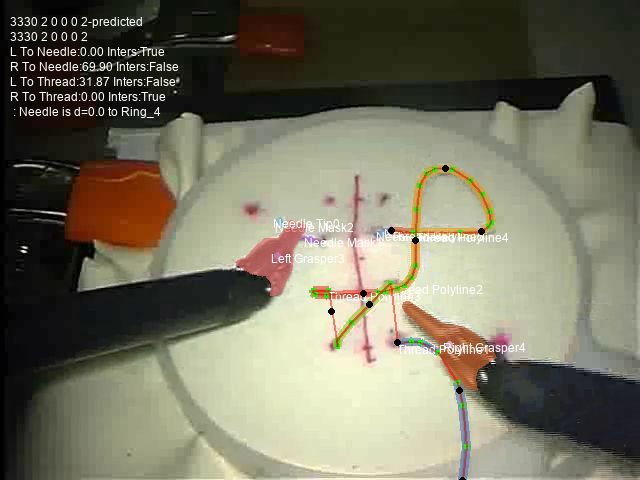 3330 2 0 0 0 2-predicted
3330 2 0 0 0 2
L To Needle:0.00 Inters:True
R To Needle:69.90 Inters:False
L To Thread:31.87 Inters:False
R To Thread:0.00 Inters:True
: Needle is d=0.0 to Ring_4
Needle Tip0
Mask2
Needle Mask
Polyline4
Left Grasper3
Polyline2
Thread
Right Grasper4
Thread Polyline